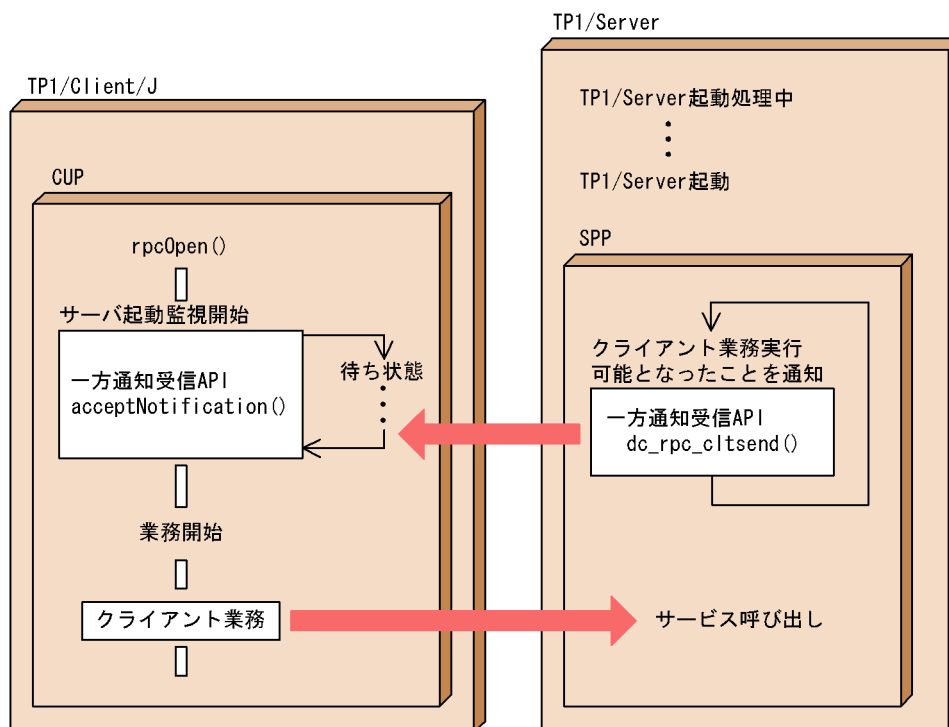 TP1/Client/J
CUP
rpcOpen()
サーバ起動監視開始
一方通知受信API
acceptNotification()
待ち状態
業務開始
クライアント業務
TP1/Server
TP1/Server起動処理中
TP1/Server起動
SPP
クライアント業務実行
可能となったことを通知
一方通知受信API
dc_rpc_cltsend()
サービス呼び出し